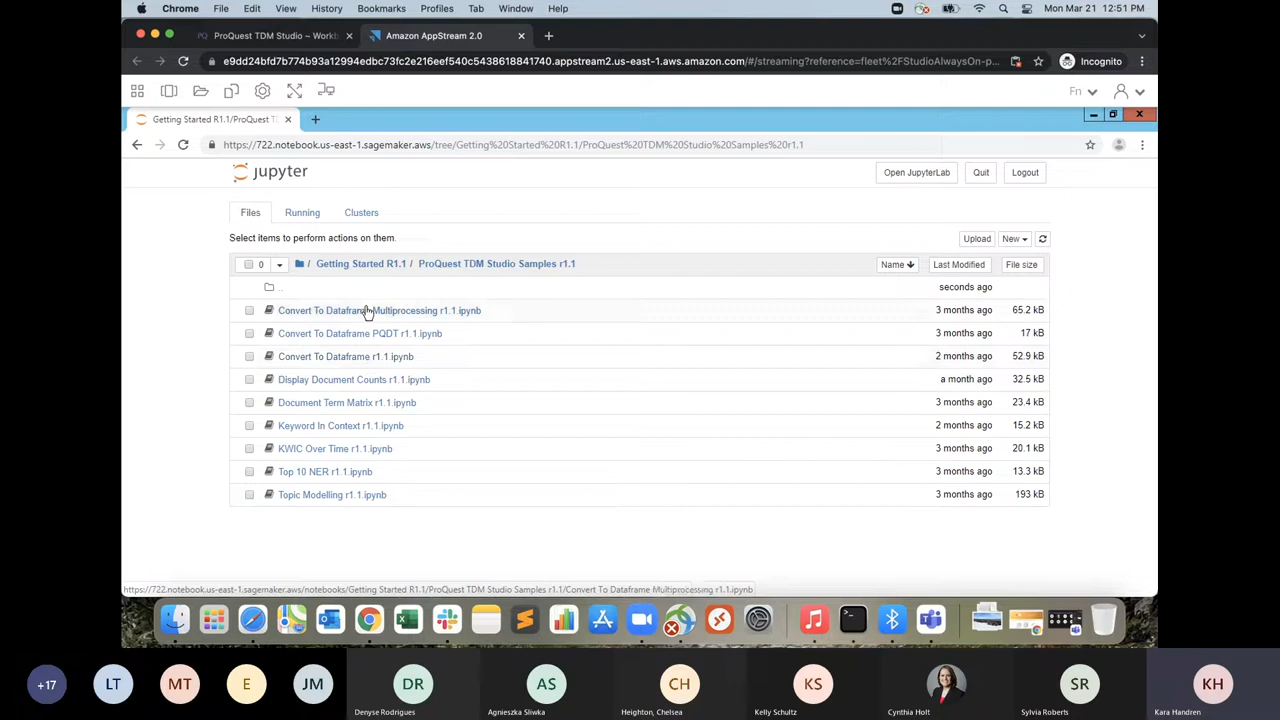 Chrome File Edit View History Bookmarks Profiles Tab Window Help Mon Mar 21 12:51 PM
ProQuest TDM Studio – Workb Amazon AppStream 2.0
e9dd24bfd7b774b93a12994edbc73fc2e216eef540c5438618841740.appstream2.us-east-1.aws.amazon.com/#/streaming?reference=fleet%2FStudioAlwaysOn-p... Incognito
Fn
Getting Started R1.1/ProQuest T
https://722.notebook.us-east-1.sagemaker.aws/tree/Getting%20Started%20R1.1/ProQuest%20TDM%20Studio%20Samples%20r1.1
jupyter Open JupyterLab Quit Logout
Files Running Clusters
Select items to perform actions on them. Upload New
0 / Getting Started R1.1 / ProQuest TDM Studio Samples r1.1 Name Last Modified File size
.. seconds ago
Convert To Dataframe Multiprocessing r1.1.ipynb 3 months ago 65.2 kB
Convert To Dataframe PQDT r1.1.ipynb 3 months ago 17 kB
Convert To Dataframe r1.1.ipynb 2 months ago 52.9 kB
Display Document Counts r1.1.ipynb a month ago 32.5 kB
Document Term Matrix r1.1.ipynb 3 months ago 23.4 kB
Keyword In Context r1.1.ipynb 2 months ago 15.2 kB
KWIC Over Time r1.1.ipynb 3 months ago 20.1 kB
Top 10 NER r1.1.ipynb 3 months ago 13.3 kB
Topic Modelling r1.1.ipynb 3 months ago 193 kB
https://722.notebook.us-east-1.sagemaker.aws/notebooks/Getting Started R1.1/ProQuest TDM Studio Samples r1.1/Convert To Dataframe Multiprocessing r1.1.ipynb
+17 LT MT E JM DR AS CH KS SR KH
Denyse Rodrigues Agnieszka Sliwka Heighton, Chelsea Kelly Schultz Cynthia Holt Sylvia Roberts Kara Handren